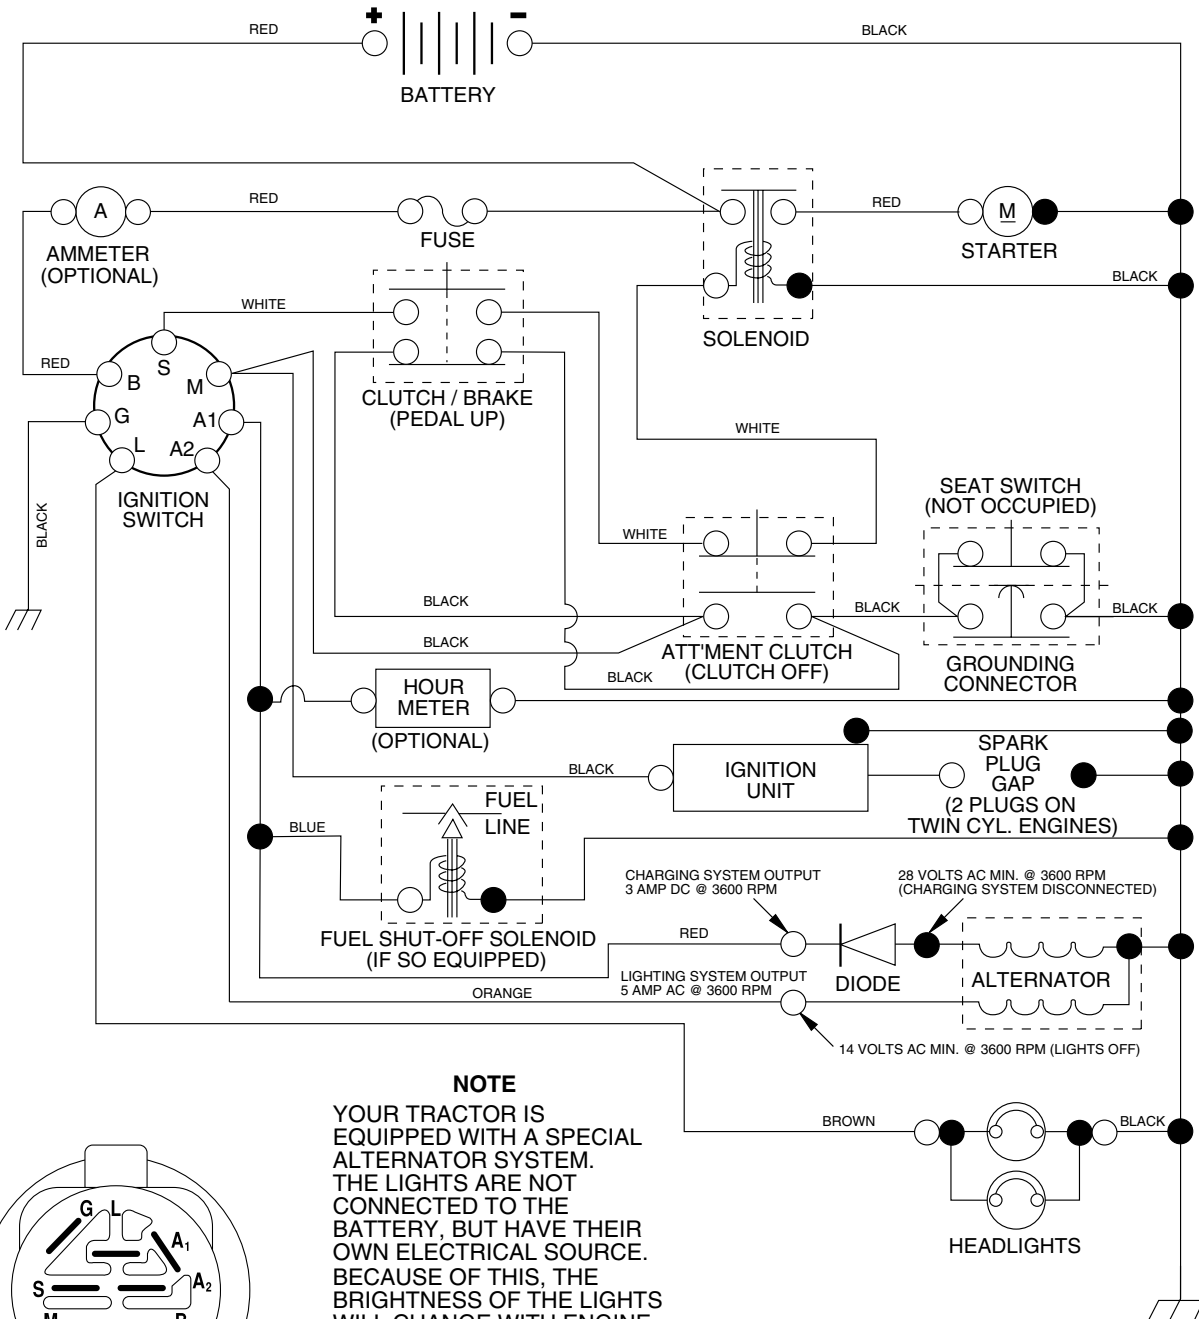 + -
RED
BLACK
BATTERY
A
RED
FUSE
AMMETER
(OPTIONAL)
RED
M
STARTER
BLACK
SOLENOID
WHITE
RED
S
B
M
G
A1
L
A2
IGNITION
SWITCH
BLACK
CLUTCH / BRAKE
(PEDAL UP)
WHITE
SEAT SWITCH
(NOT OCCUPIED)
WHITE
BLACK
BLACK
BLACK
BLACK
ATT'MENT CLUTCH
(CLUTCH OFF)
BLACK
GROUNDING
CONNECTOR
HOUR
METER
(OPTIONAL)
BLACK
IGNITION
UNIT
SPARK
PLUG
GAP
(2 PLUGS ON
TWIN CYL. ENGINES)
FUEL
LINE
BLUE
FUEL SHUT-OFF SOLENOID
(IF SO EQUIPPED)
CHARGING SYSTEM OUTPUT
3 AMP DC @ 3600 RPM
28 VOLTS AC MIN. @ 3600 RPM
(CHARGING SYSTEM DISCONNECTED)
RED
DIODE
ALTERNATOR
LIGHTING SYSTEM OUTPUT
5 AMP AC @ 3600 RPM
ORANGE
14 VOLTS AC MIN. @ 3600 RPM (LIGHTS OFF)
BROWN
BLACK
HEADLIGHTS
NOTE
YOUR TRACTOR IS
EQUIPPED WITH A SPECIAL
ALTERNATOR SYSTEM.
THE LIGHTS ARE NOT
CONNECTED TO THE
BATTERY, BUT HAVE THEIR
OWN ELECTRICAL SOURCE.
BECAUSE OF THIS, THE
BRIGHTNESS OF THE LIGHTS
WILL CHANGE WITH ENGINE
G L
A1
A2
S
M
B